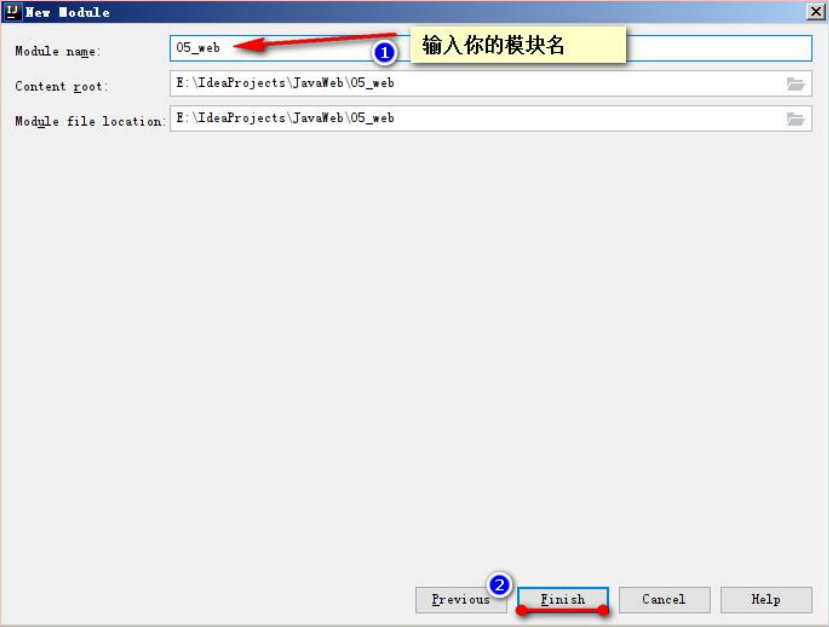 New Module
Module name: 05_web
① 输入你的模块名
Content root: E:\IdeaProjects\JavaWeb\05_web
Module file location: E:\IdeaProjects\JavaWeb\05_web
②
Previous Finish Cancel Help